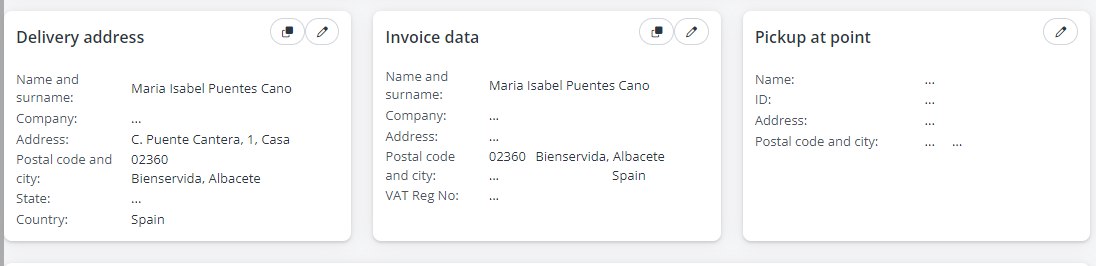 Delivery address
Name and surname: Maria Isabel Puentes Cano
Company: ...
Address: C. Puente Cantera, 1, Casa
Postal code and city: 02360
Bienservida, Albacete
State: ...
Country: Spain
Invoice data
Name and surname: Maria Isabel Puentes Cano
Company: ...
Address: ...
Postal code and city: 02360 Bienservida, Albacete
... Spain
VAT Reg No: ...
Pickup at point
Name: ...
ID: ...
Address: ...
Postal code and city: ... ...